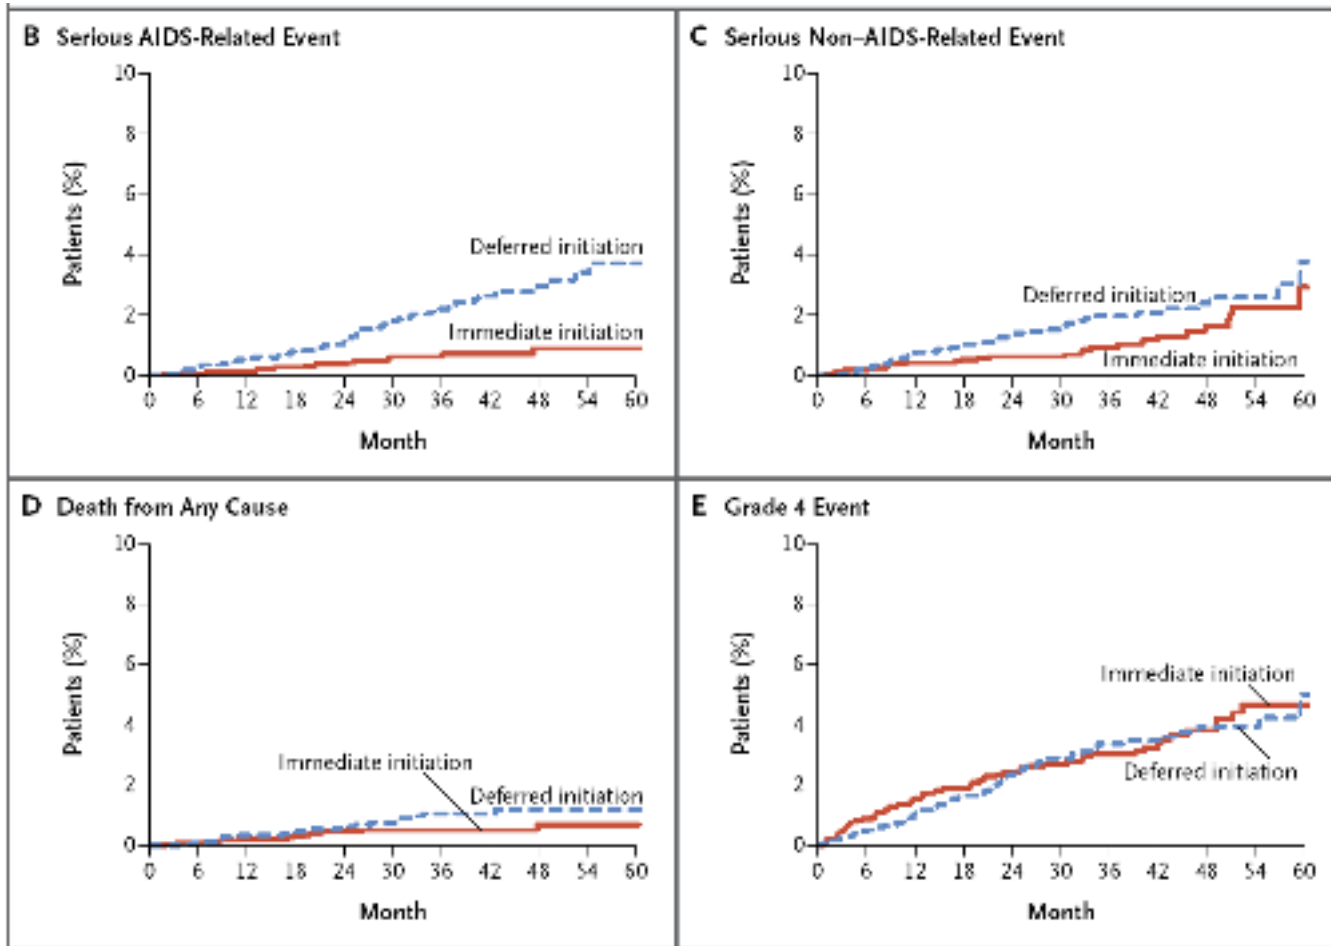 B Serious AIDS-Related Event
10
8
6
4
2
0
Patients (%)
Deferred initiation
Immediate initiation
0 6 12 18 24 30 36 42 48 54 60
Month
C Serious Non–AIDS-Related Event
10
8
6
4
2
0
Patients (%)
Deferred initiation
Immediate initiation
0 6 12 18 24 30 36 42 48 54 60
Month
D Death from Any Cause
10
8
6
4
2
0
Patients (%)
Immediate initiation
Deferred initiation
0 6 12 18 24 30 36 42 48 54 60
Month
E Grade 4 Event
10
8
6
4
2
0
Patients (%)
Immediate initiation
Deferred initiation
0 6 12 18 24 30 36 42 48 54 60
Month